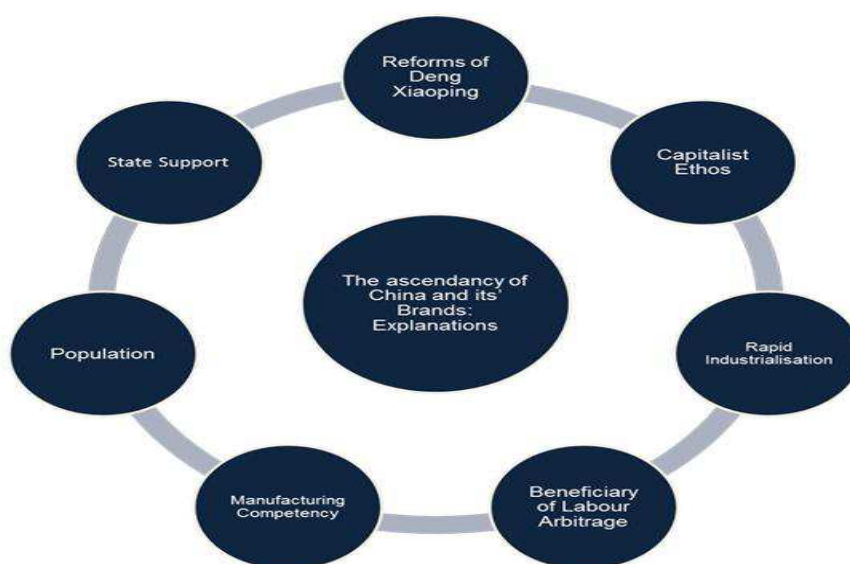 Reforms of
Deng
Xiaoping
Capitalist
Ethos
Rapid
Industrialisation
Beneficiary
of Labour
Arbitrage
Manufacturing
Competency
Population
State Support
The ascendancy of
China and its’
Brands:
Explanations